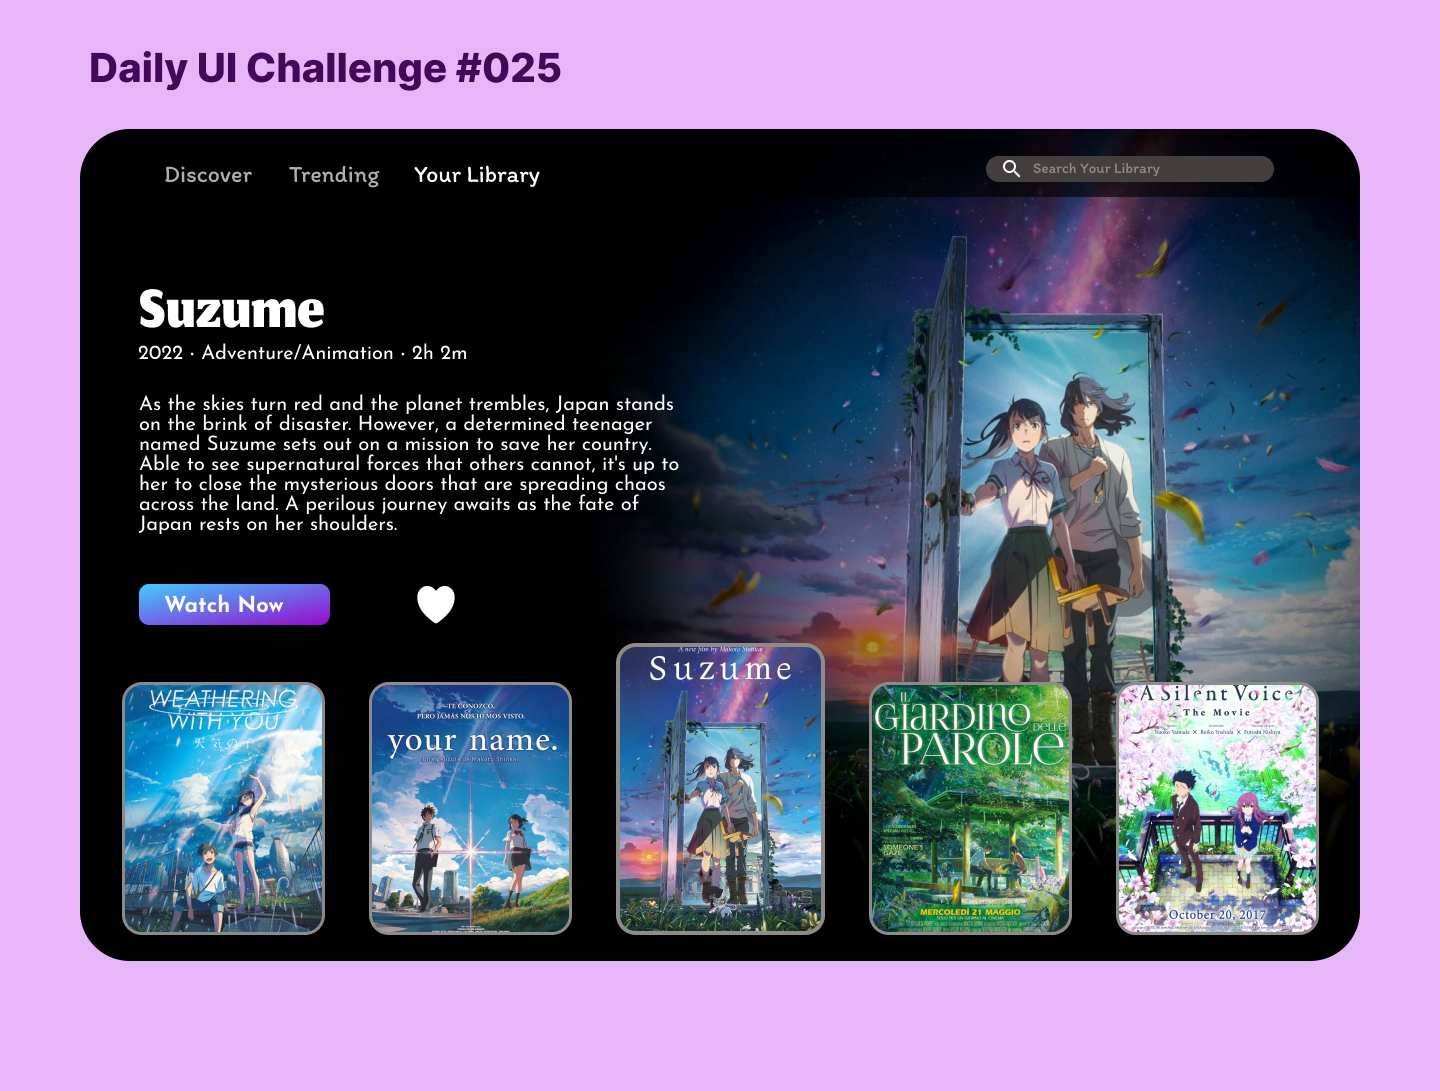 Daily UI Challenge #025
Discover Trending Your Library
Search Your Library
Suzume
2022 · Adventure/Animation · 2h 2m
As the skies turn red and the planet trembles, Japan stands
on the brink of disaster. However, a determined teenager
named Suzume sets out on a mission to save her country.
Able to see supernatural forces that others cannot, it's up to
her to close the mysterious doors that are spreading chaos
across the land. A perilous journey awaits as the fate of
Japan rests on her shoulders.
Watch Now
WEATHERING
WITH YOU
天気の子
TE CONOZCO,
PERO JAMÁS NOS HEMOS VISTO.
your name.
Una película de Makoto Shinkai
A new film by Makoto Shinkai
Suzume
IL
GIARDINO
DELLE
PAROLE
SOMEONE'S
GAZE
MERCOLEDÌ 21 MAGGIO
SOLO PER UN GIORNO AL CINEMA
A Silent Voice
The Movie
Naoko Yamada × Reiko Yoshida × Futoshi Nishiya
October 20, 2017